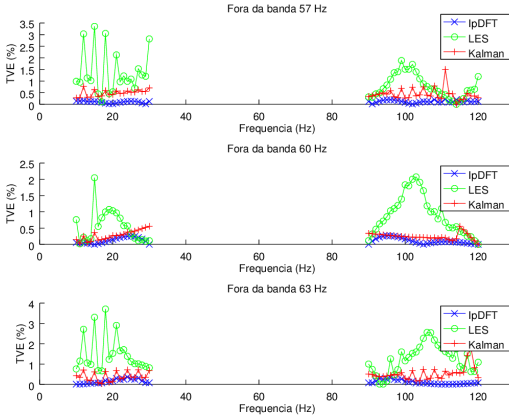 Fora da banda 57 Hz
3.5
3
2.5
2
1.5
1
0.5
0
TVE (%)
IpDFT
LES
Kalman
0 20 40 60 80 100 120
Frequencia (Hz)
Fora da banda 60 Hz
2.5
2
1.5
1
0.5
0
TVE (%)
IpDFT
LES
Kalman
0 20 40 60 80 100 120
Frequencia (Hz)
Fora da banda 63 Hz
4
3
2
1
0
TVE (%)
IpDFT
LES
Kalman
0 20 40 60 80 100 120
Frequencia (Hz)